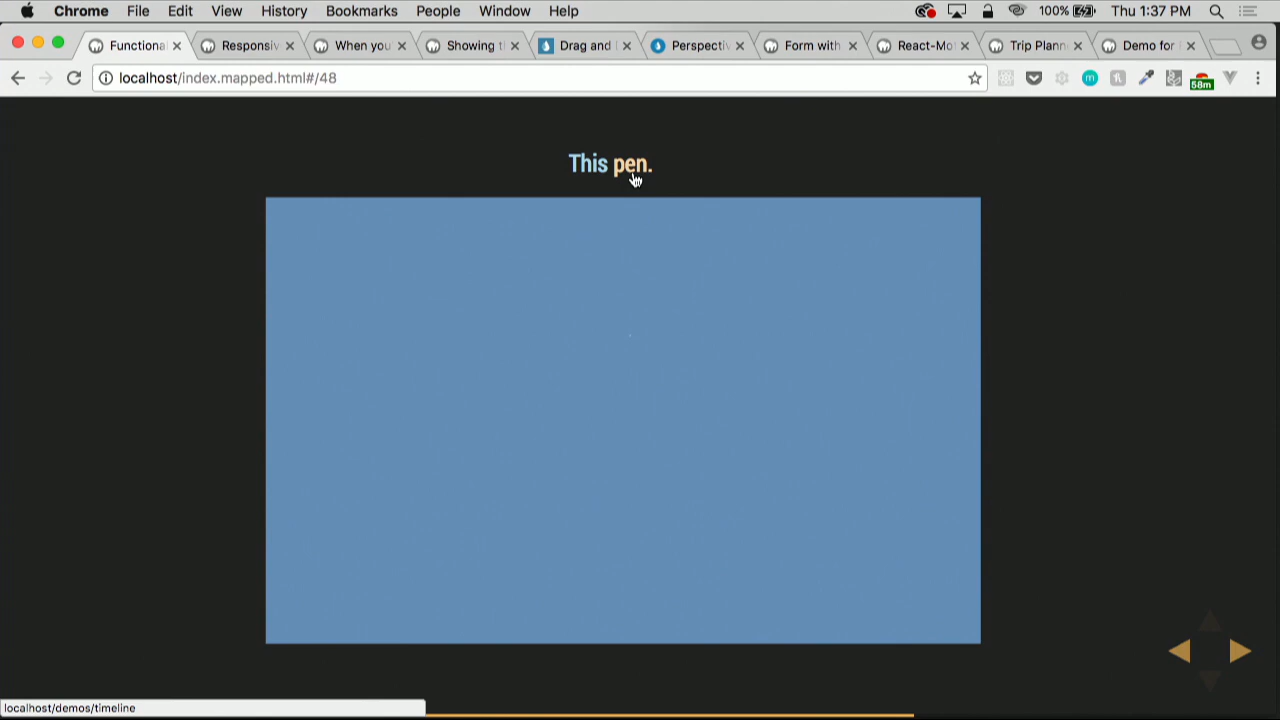 Chrome File Edit View History Bookmarks People Window Help 100% Thu 1:37 PM
Functiona Responsiv When you Showing t Drag and Perspectiv Form with React-Mo Trip Plann Demo for
localhost/index.mapped.html#/48
58m
This pen.
localhost/demos/timeline